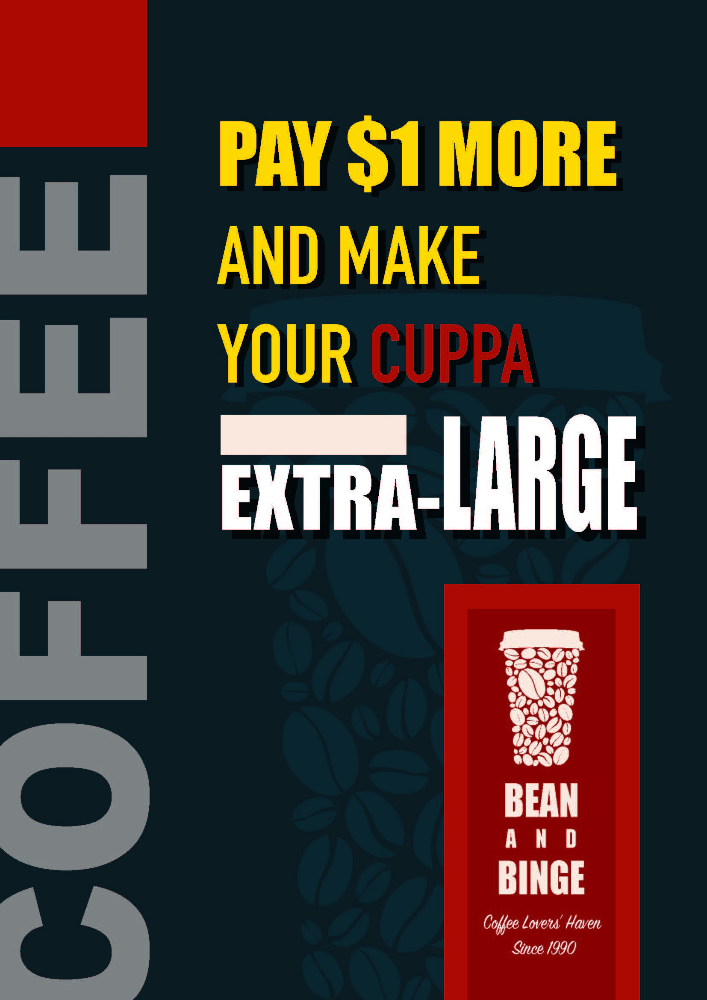 COFFEE
PAY $1 MORE
AND MAKE
YOUR CUPPA
EXTRA-LARGE
BEAN
AND
BINGE
Coffee Lovers' Haven
Since 1990